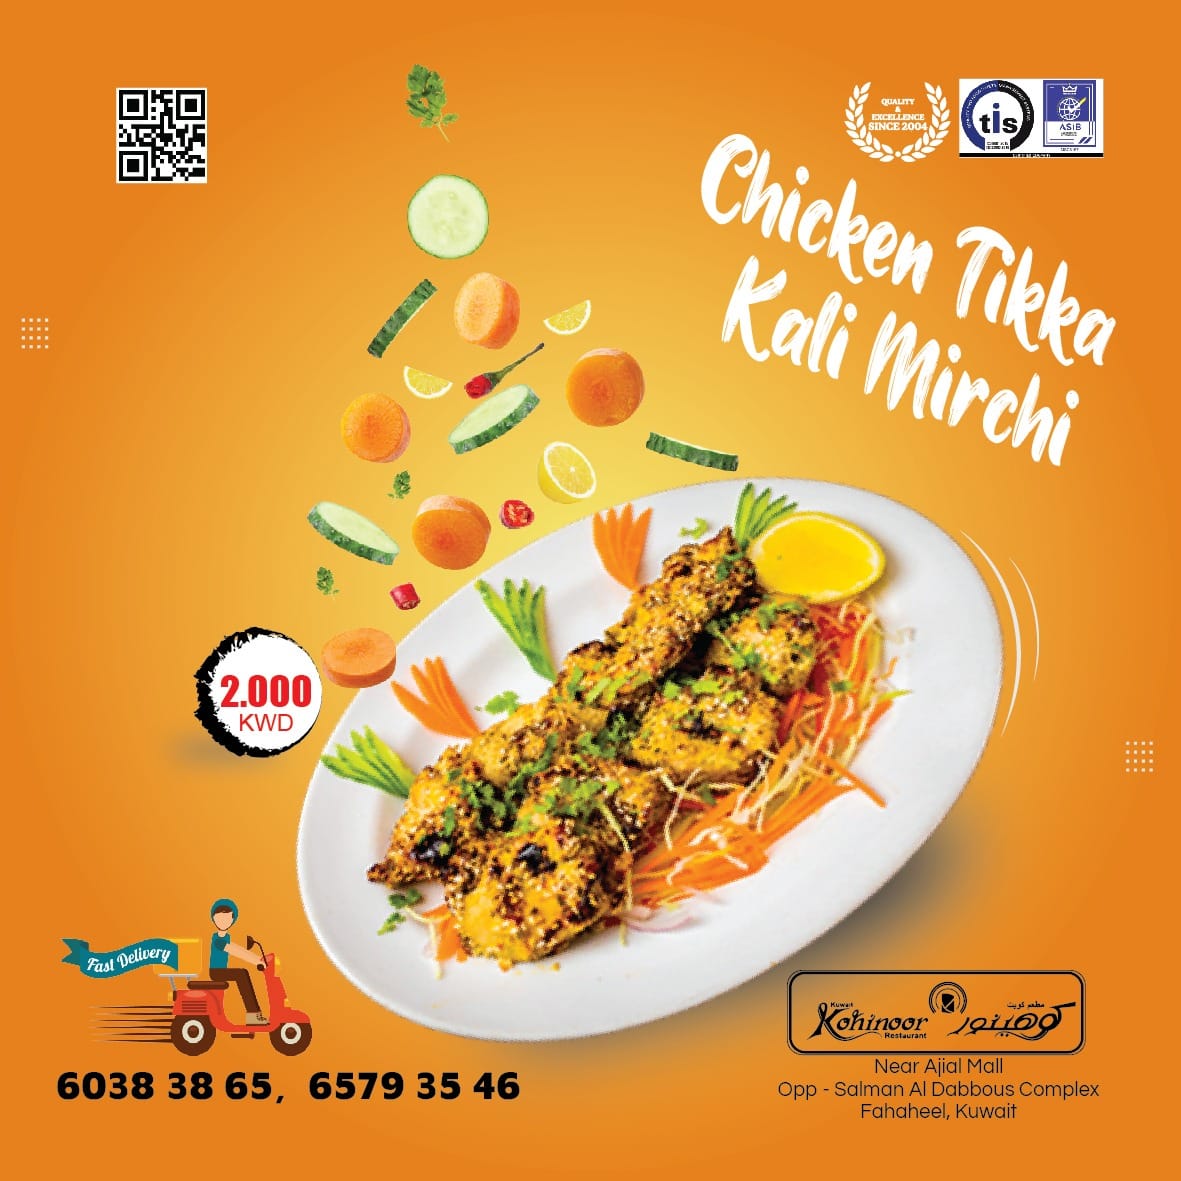 QUALITY
&
EXCELLENCE
SINCE 2004
tis
ASIB
Chicken Tikka
Kali Mirchi
2.000
KWD
Fast Delivery
6038 38 65, 6579 35 46
Kuwait
Kohinoor
Restaurant
مطعم كويت
كوهينور
Near Ajial Mall
Opp - Salman Al Dabbous Complex
Fahaheel, Kuwait